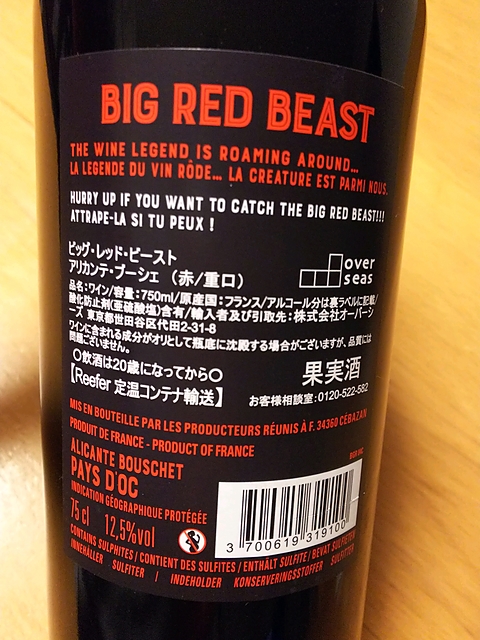 BIG RED BEAST
THE WINE LEGEND IS ROAMING AROUND...
LA LEGENDE DU VIN RÔDE... LA CREATURE EST PARMI NOUS.
HURRY UP IF YOU WANT TO CATCH THE BIG RED BEAST!!!
ATTRAPE-LA SI TU PEUX !
ビッグ・レッド・ビースト
アリカンテ・ブーシェ (赤/重口)
over
seas
品名:ワイン/容量:750ml/原産国:フランス/アルコール分は裏ラベルに記載/
酸化防止剤(亜硫酸塩)含有/輸入者及び引取先:株式会社オーバーシ
ーズ 東京都世田谷区代田2-31-8
ワインに含まれる成分がオリとして瓶底に沈殿する場合がございますが、品質には
問題ございません。
○飲酒は20歳になってから○
果実酒
【Reefer 定温コンテナ輸送】
お客様相談室:0120-522-582
MIS EN BOUTEILLE PAR LES PRODUCTEURS RÉUNIS À F. 34360 CÉBAZAN
PRODUIT DE FRANCE - PRODUCT OF FRANCE
ALICANTE BOUSCHET
PAYS D'OC
INDICATION GÉOGRAPHIQUE PROTÉGÉE
75 cl 12,5%vol
3 700619 319100
CONTAINS SULPHITES / CONTIENT DES SULFITES / ENTHÄLT SULFITE / BEVAT SULFIETEN
INNEHÅLLER SULFITER | INDEHOLDER KONSERVERINGSSTOFFER SULFITTER